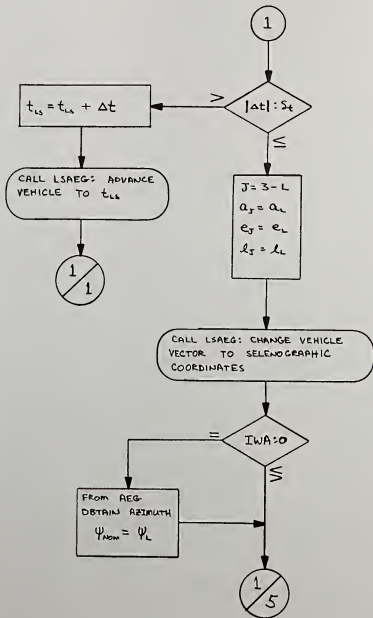 1
|Δt| : S_t
>
≤
t_LS = t_LS + Δt
CALL LSAEG: ADVANCE
VEHICLE TO t_LS
1/1
J = 3 - L
a_J = a_L
e_J = e_L
l_J = l_L
CALL LSAEG: CHANGE VEHICLE
VECTOR TO SELENOGRAPHIC
COORDINATES
IWA:0
=
≶
FROM AEG
OBTAIN AZIMUTH
Ψ_NOM = Ψ_L
1/5